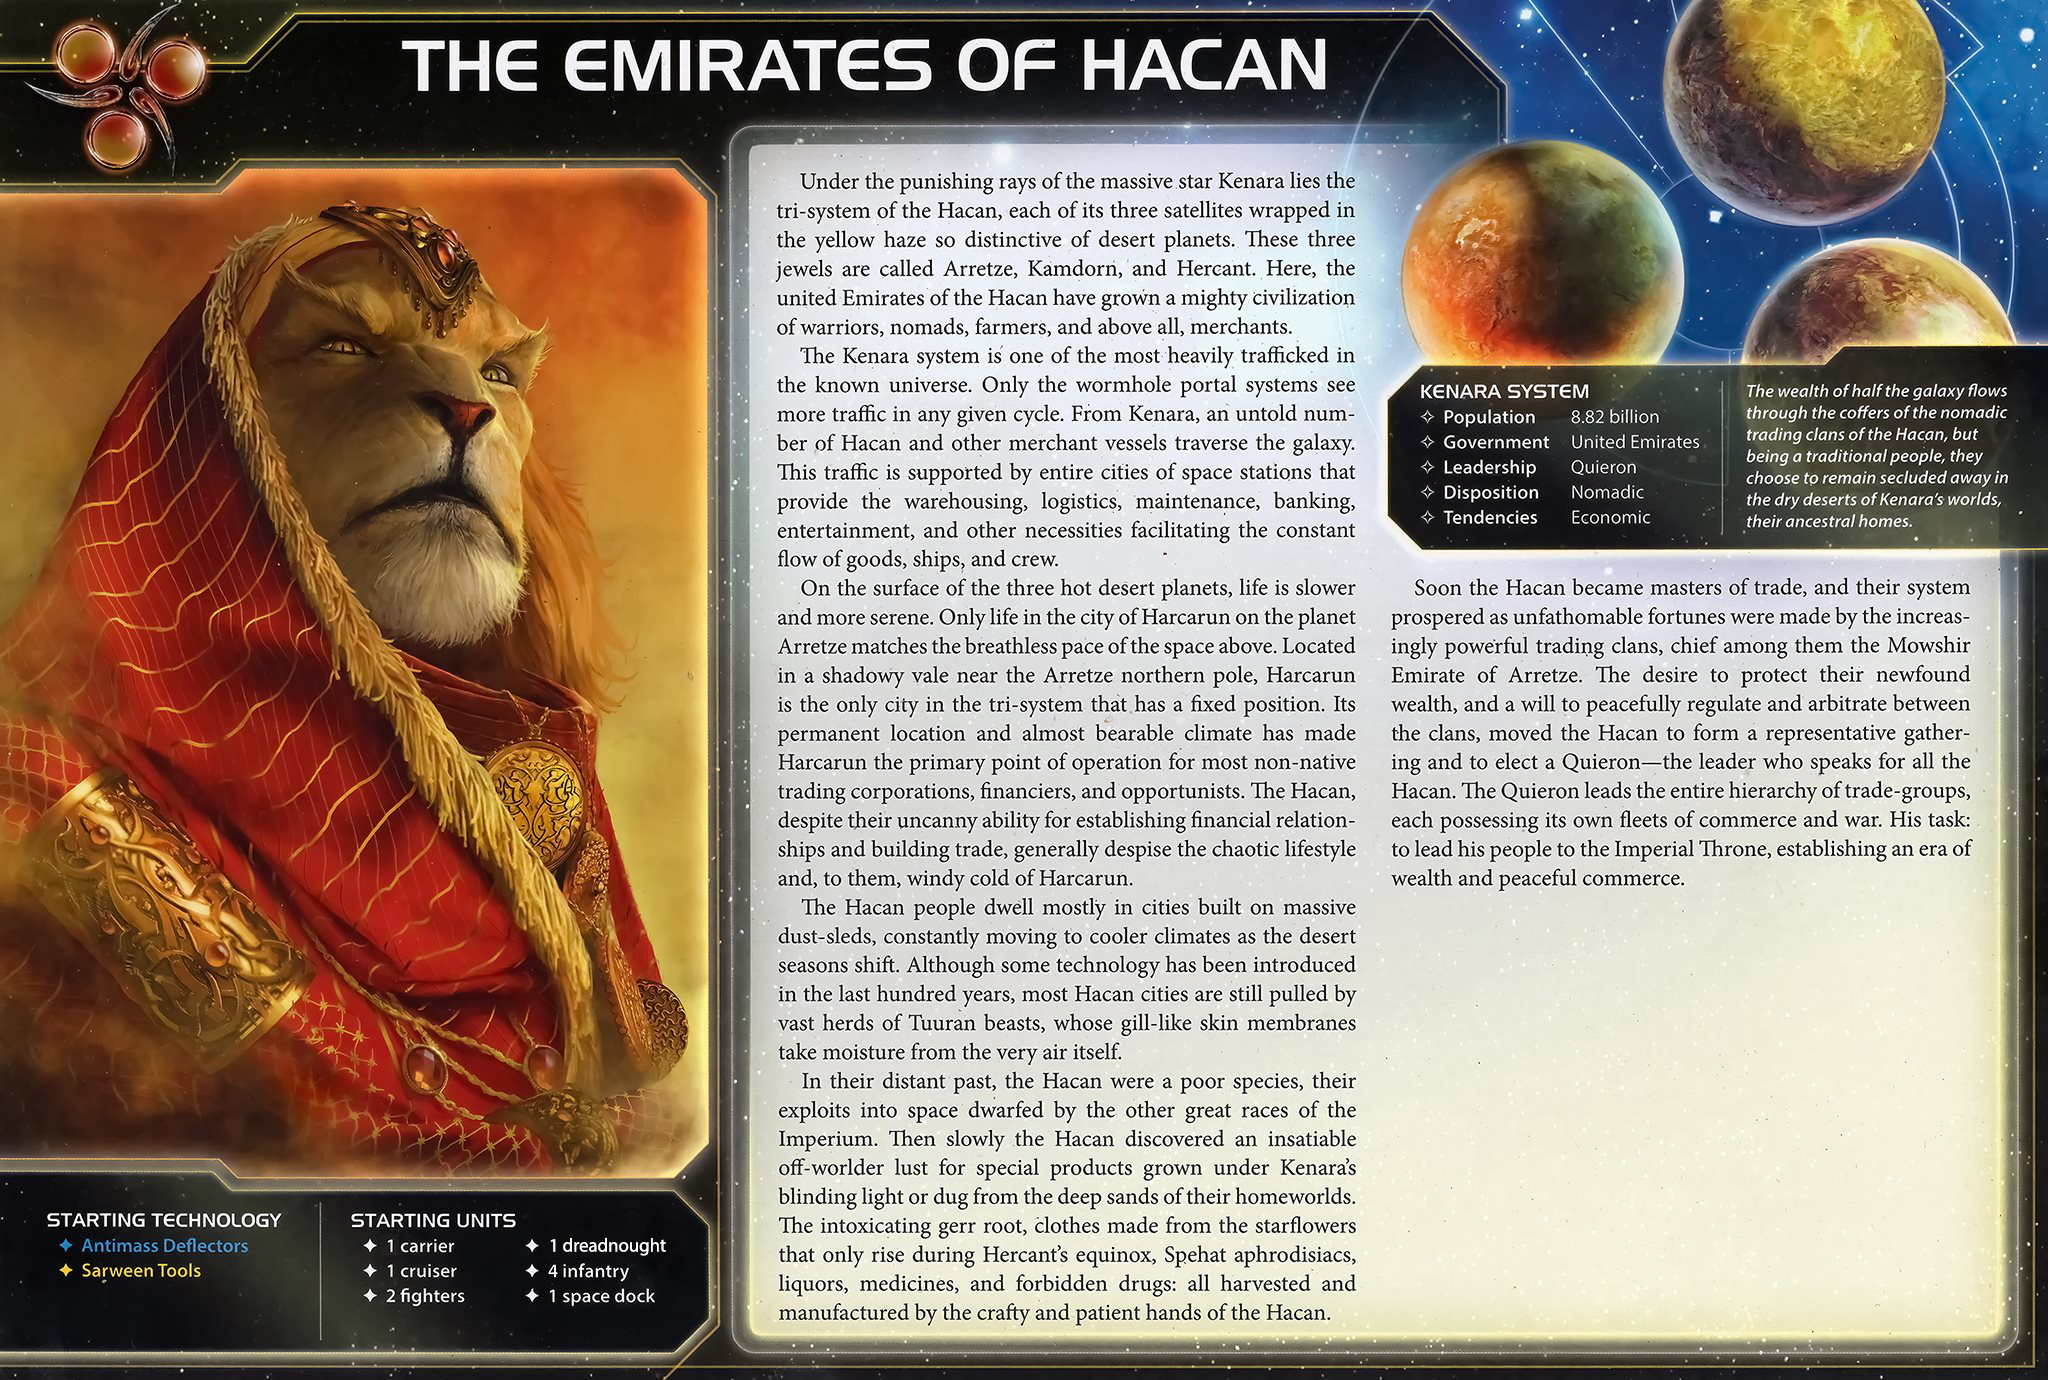 THE EMIRATES OF HACAN
Under the punishing rays of the massive star Kenara lies the
tri-system of the Hacan, each of its three satellites wrapped in
the yellow haze so distinctive of desert planets. These three
jewels are called Arretze, Kamdorn, and Hercant. Here, the
united Emirates of the Hacan have grown a mighty civilization
of warriors, nomads, farmers, and above all, merchants.
The Kenara system is one of the most heavily trafficked in
the known universe. Only the wormhole portal systems see
more traffic in any given cycle. From Kenara, an untold num-
ber of Hacan and other merchant vessels traverse the galaxy.
This traffic is supported by entire cities of space stations that
provide the warehousing, logistics, maintenance, banking,
entertainment, and other necessities facilitating the constant
flow of goods, ships, and crew.
On the surface of the three hot desert planets, life is slower
and more serene. Only life in the city of Harcarun on the planet
Arretze matches the breathless pace of the space above. Located
in a shadowy vale near the Arretze northern pole, Harcarun
is the only city in the tri-system that has a fixed position. Its
permanent location and almost bearable climate has made
Harcarun the primary point of operation for most non-native
trading corporations, financiers, and opportunists. The Hacan,
despite their uncanny ability for establishing financial relation-
ships and building trade, generally despise the chaotic lifestyle
and, to them, windy cold of Harcarun.
The Hacan people dwell mostly in cities built on massive
dust-sleds, constantly moving to cooler climates as the desert
seasons shift. Although some technology has been introduced
in the last hundred years, most Hacan cities are still pulled by
vast herds of Tuuran beasts, whose gill-like skin membranes
take moisture from the very air itself.
In their distant past, the Hacan were a poor species, their
exploits into space dwarfed by the other great races of the
Imperium. Then slowly the Hacan discovered an insatiable
off-worlder lust for special products grown under Kenara's
blinding light or dug from the deep sands of their homeworlds.
The intoxicating gerr root, clothes made from the starflowers
that only rise during Hercant's equinox, Spehat aphrodisiacs,
liquors, medicines, and forbidden drugs: all harvested and
manufactured by the crafty and patient hands of the Hacan.
KENARA SYSTEM
Population 8.82 billion
Government United Emirates
Leadership Quieron
Disposition Nomadic
Tendencies Economic
The wealth of half the galaxy flows
through the coffers of the nomadic
trading clans of the Hacan, but
being a traditional people, they
choose to remain secluded away in
the dry deserts of Kenara's worlds,
their ancestral homes.
Soon the Hacan became masters of trade, and their system
prospered as unfathomable fortunes were made by the increas-
ingly powerful trading clans, chief among them the Mowshir
Emirate of Arretze. The desire to protect their newfound
wealth, and a will to peacefully regulate and arbitrate between
the clans, moved the Hacan to form a representative gather-
ing and to elect a Quieron—the leader who speaks for all the
Hacan. The Quieron leads the entire hierarchy of trade-groups,
each possessing its own fleets of commerce and war. His task:
to lead his people to the Imperial Throne, establishing an era of
wealth and peaceful commerce.
STARTING TECHNOLOGY
Antimass Deflectors
Sarween Tools
STARTING UNITS
1 carrier
1 cruiser
2 fighters
1 dreadnought
4 infantry
1 space dock